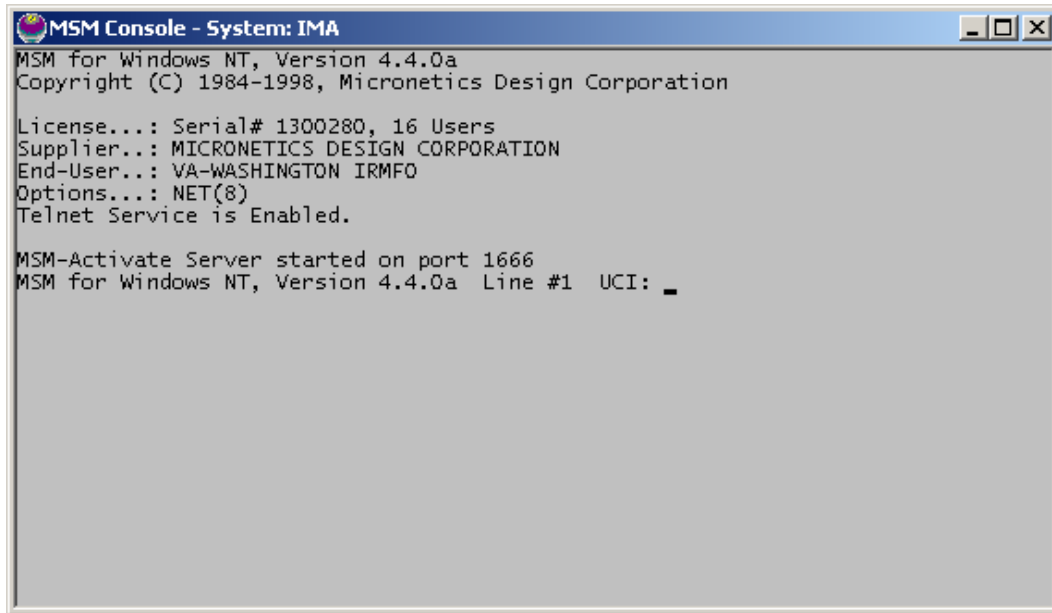 MSM Console - System: IMA
MSM for Windows NT, Version 4.4.0a
Copyright (C) 1984-1998, Micronetics Design Corporation
License...: Serial# 1300280, 16 Users
Supplier..: MICRONETICS DESIGN CORPORATION
End-User..: VA-WASHINGTON IRMFO
Options...: NET(8)
Telnet Service is Enabled.
MSM-Activate Server started on port 1666
MSM for Windows NT, Version 4.4.0a  Line #1  UCI: _